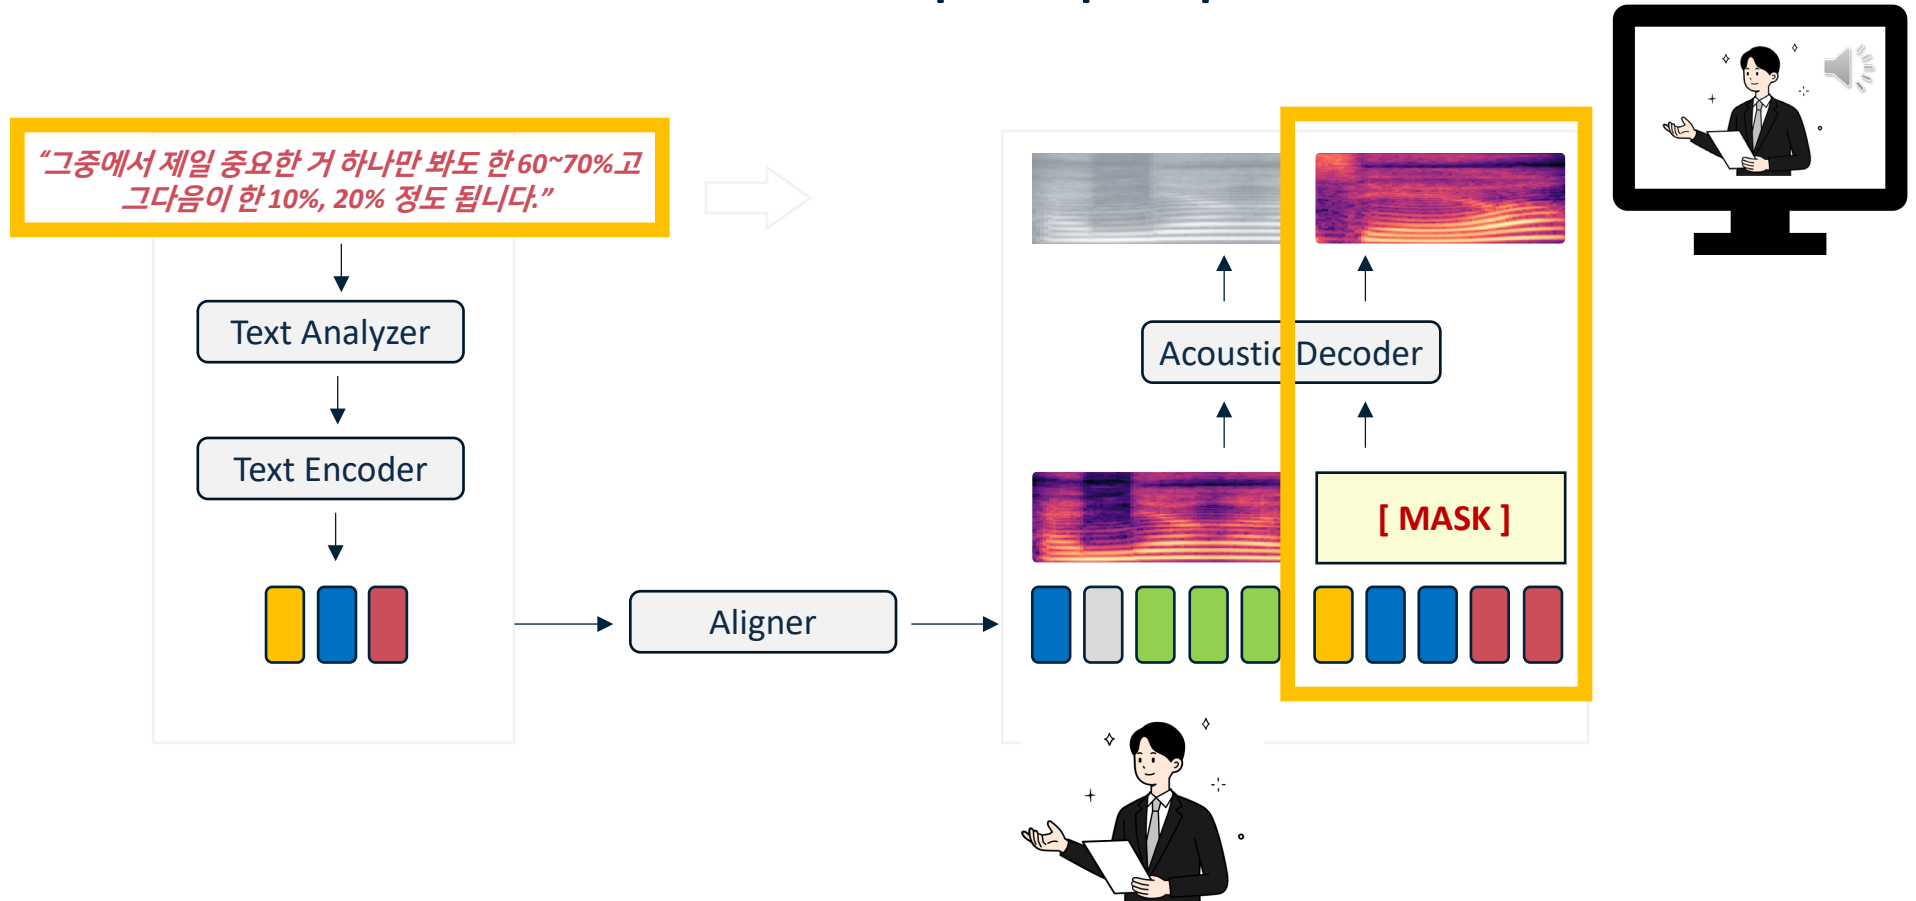 “그중에서 제일 중요한 거 하나만 봐도 한 60~70%고
그다음이 한 10%, 20% 정도 됩니다.”
Text Analyzer
Text Encoder
Aligner
Acoustic Decoder
[ MASK ]